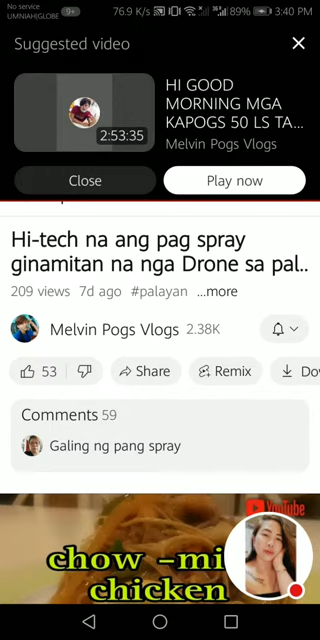 No service
UMNIAH|GLOBE
9+
76.9 K/s
89%
3:40 PM
Suggested video
2:53:35
HI GOOD
MORNING MGA
KAPOGS 50 LS TA...
Melvin Pogs Vlogs
Close
Play now
Hi-tech na ang pag spray
ginamitan na nga Drone sa pal..
209 views 7d ago #palayan ...more
Melvin Pogs Vlogs 2.38K
53
Share
Remix
Do
Comments 59
Galing ng pang spray
YouTube
chow -mi
chicken